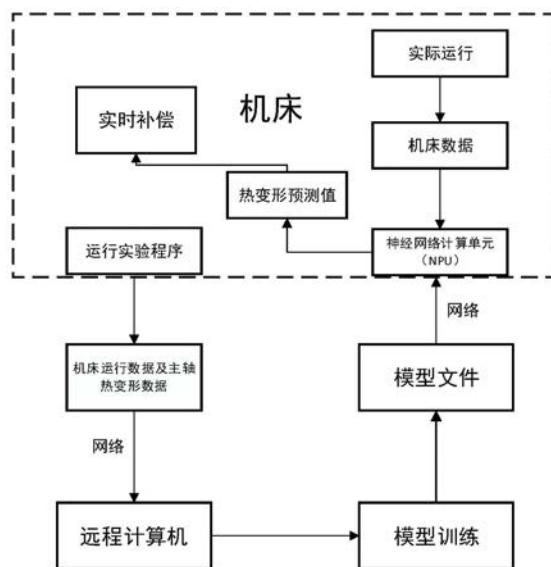 实际运行
机床
实时补偿
机床数据
热变形预测值
运行实验程序
神经网络计算单元
（NPU）
网络
机床运行数据及主轴
热变形数据
模型文件
网络
远程计算机
模型训练